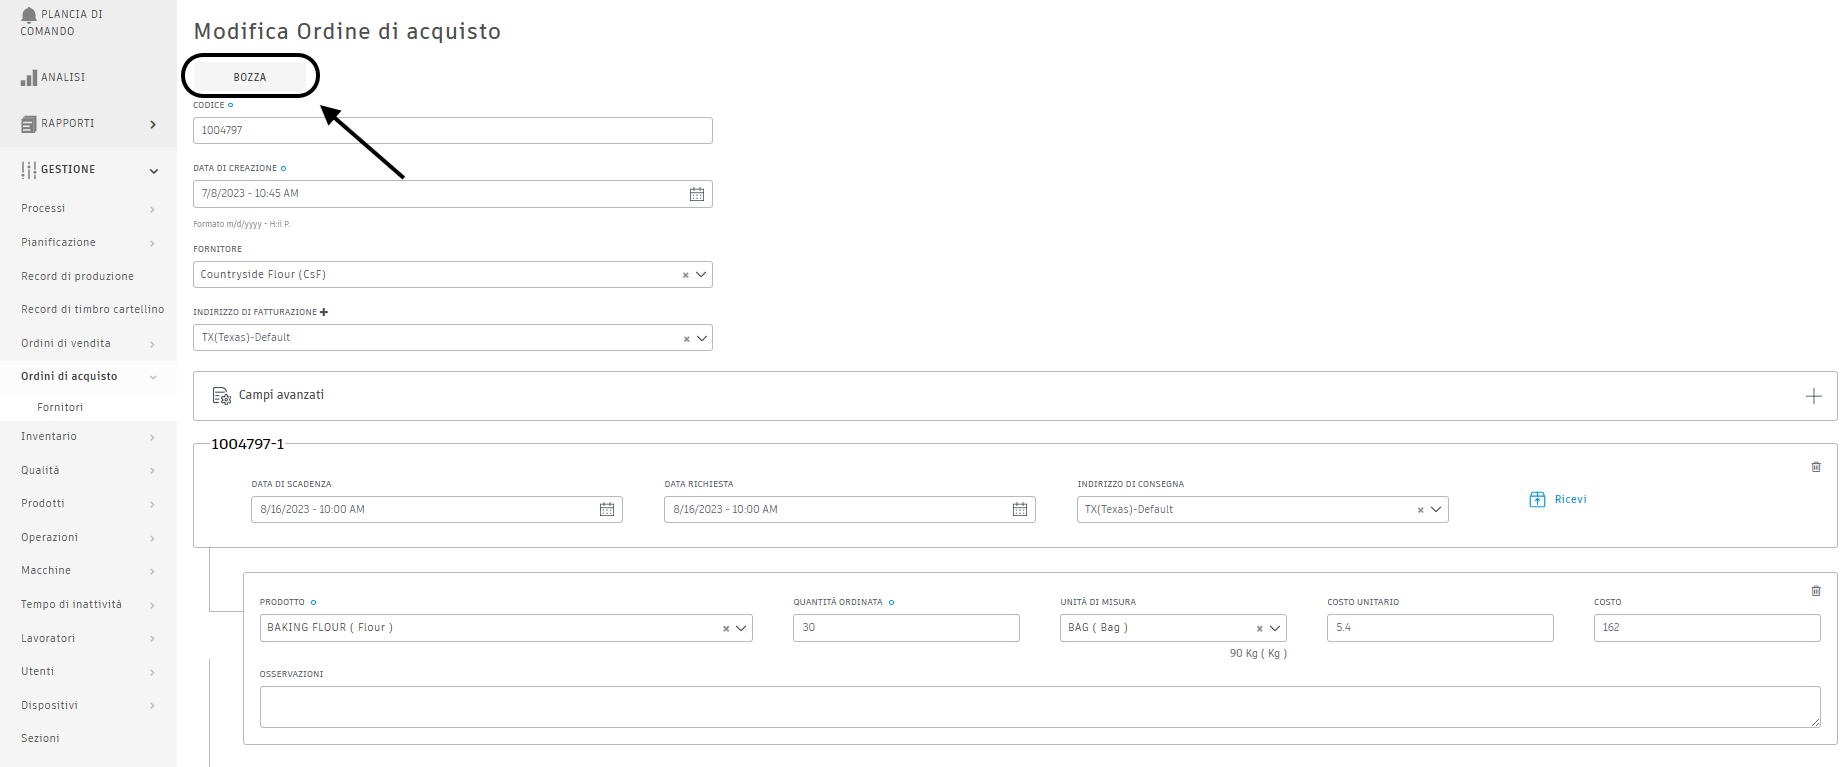 PLANCIA DI
COMANDO
ANALISI
RAPPORTI
GESTIONE
Processi
Pianificazione
Record di produzione
Record di timbro cartellino
Ordini di vendita
Ordini di acquisto
Fornitori
Inventario
Qualità
Prodotti
Operazioni
Macchine
Tempo di inattività
Lavoratori
Utenti
Dispositivi
Sezioni
Modifica Ordine di acquisto
BOZZA
CODICE
1004797
DATA DI CREAZIONE
7/8/2023 - 10:45 AM
Formato m/d/yyyy - H:ii P.
FORNITORE
Countryside Flour (CsF)
INDIRIZZO DI FATTURAZIONE
TX(Texas)-Default
Campi avanzati
1004797-1
DATA DI SCADENZA DATA RICHIESTA INDIRIZZO DI CONSEGNA
8/16/2023 - 10:00 AM 8/16/2023 - 10:00 AM TX(Texas)-Default Ricevi
PRODOTTO QUANTITÀ ORDINATA UNITÀ DI MISURA COSTO UNITARIO COSTO
BAKING FLOUR ( Flour ) 30 BAG ( Bag ) 5.4 162
90 Kg ( Kg )
OSSERVAZIONI